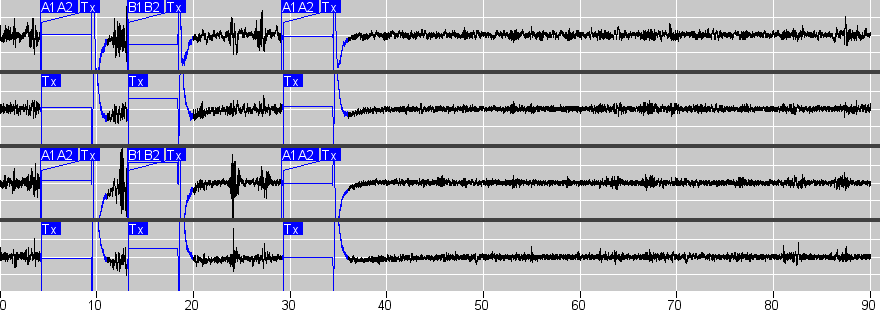 A1 A2 Tx B1 B2 Tx A1 A2 Tx
Tx Tx Tx
A1 A2 Tx B1 B2 Tx A1 A2 Tx
Tx Tx Tx
0 10 20 30 40 50 60 70 80 90